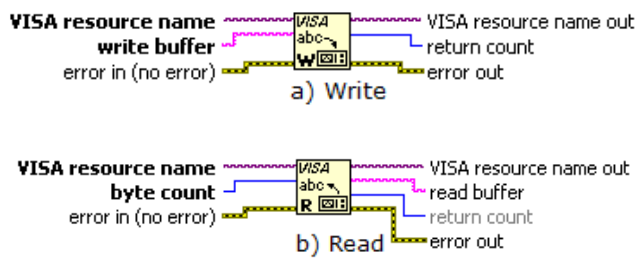 VISA resource name VISA VISA resource name out
write buffer abc return count
error in (no error) W error out
a) Write
VISA resource name VISA VISA resource name out
byte count abc read buffer
error in (no error) R return count
b) Read error out